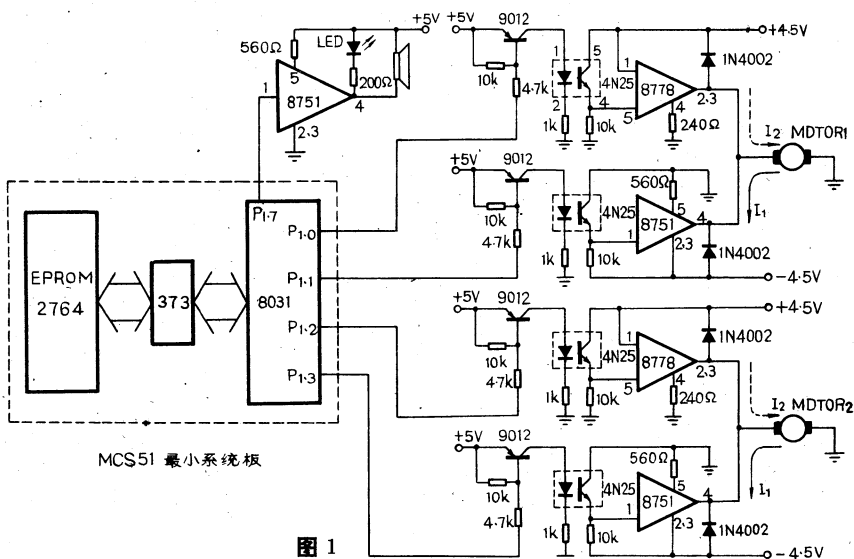 +5V
560Ω
LED
5
1
8751
200Ω
4
2.3
+5V
9012
10k
4.7k
1
5
4N25
2
4
1k
10k
1
8778
5
4
2.3
240Ω
+4.5V
1N4002
I₂ MDTOR1
I₁
+5V
9012
10k
4.7k
4N25
1k
10k
560Ω
5
1
8751
4
2.3
1N4002
-4.5V
P1.7
P1.0
P1.1
P1.2
P1.3
EPROM
2764
373
8031
MCS51 最小系统板
+5V
9012
10k
4.7k
4N25
1k
10k
1
8778
5
4
2.3
240Ω
+4.5V
1N4002
I₂ MDTOR2
I₁
+5V
9012
10k
4.7k
4N25
1k
10k
560Ω
5
1
8751
4
2.3
1N4002
-4.5V
图 1